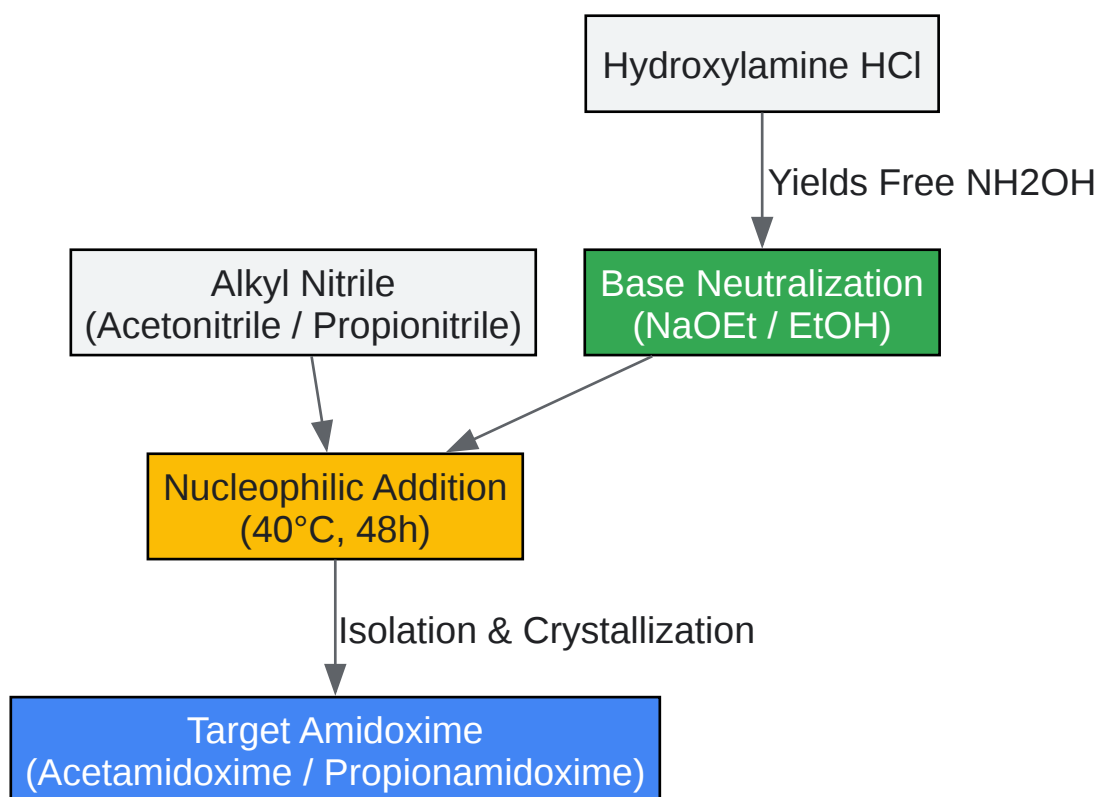 Hydroxylamine HCl
Yields Free NH2OH
Alkyl Nitrile
(Acetonitrile / Propionitrile)
Base Neutralization
(NaOEt / EtOH)
Nucleophilic Addition
(40°C, 48h)
Isolation & Crystallization
Target Amidoxime
(Acetamidoxime / Propionamidoxime)